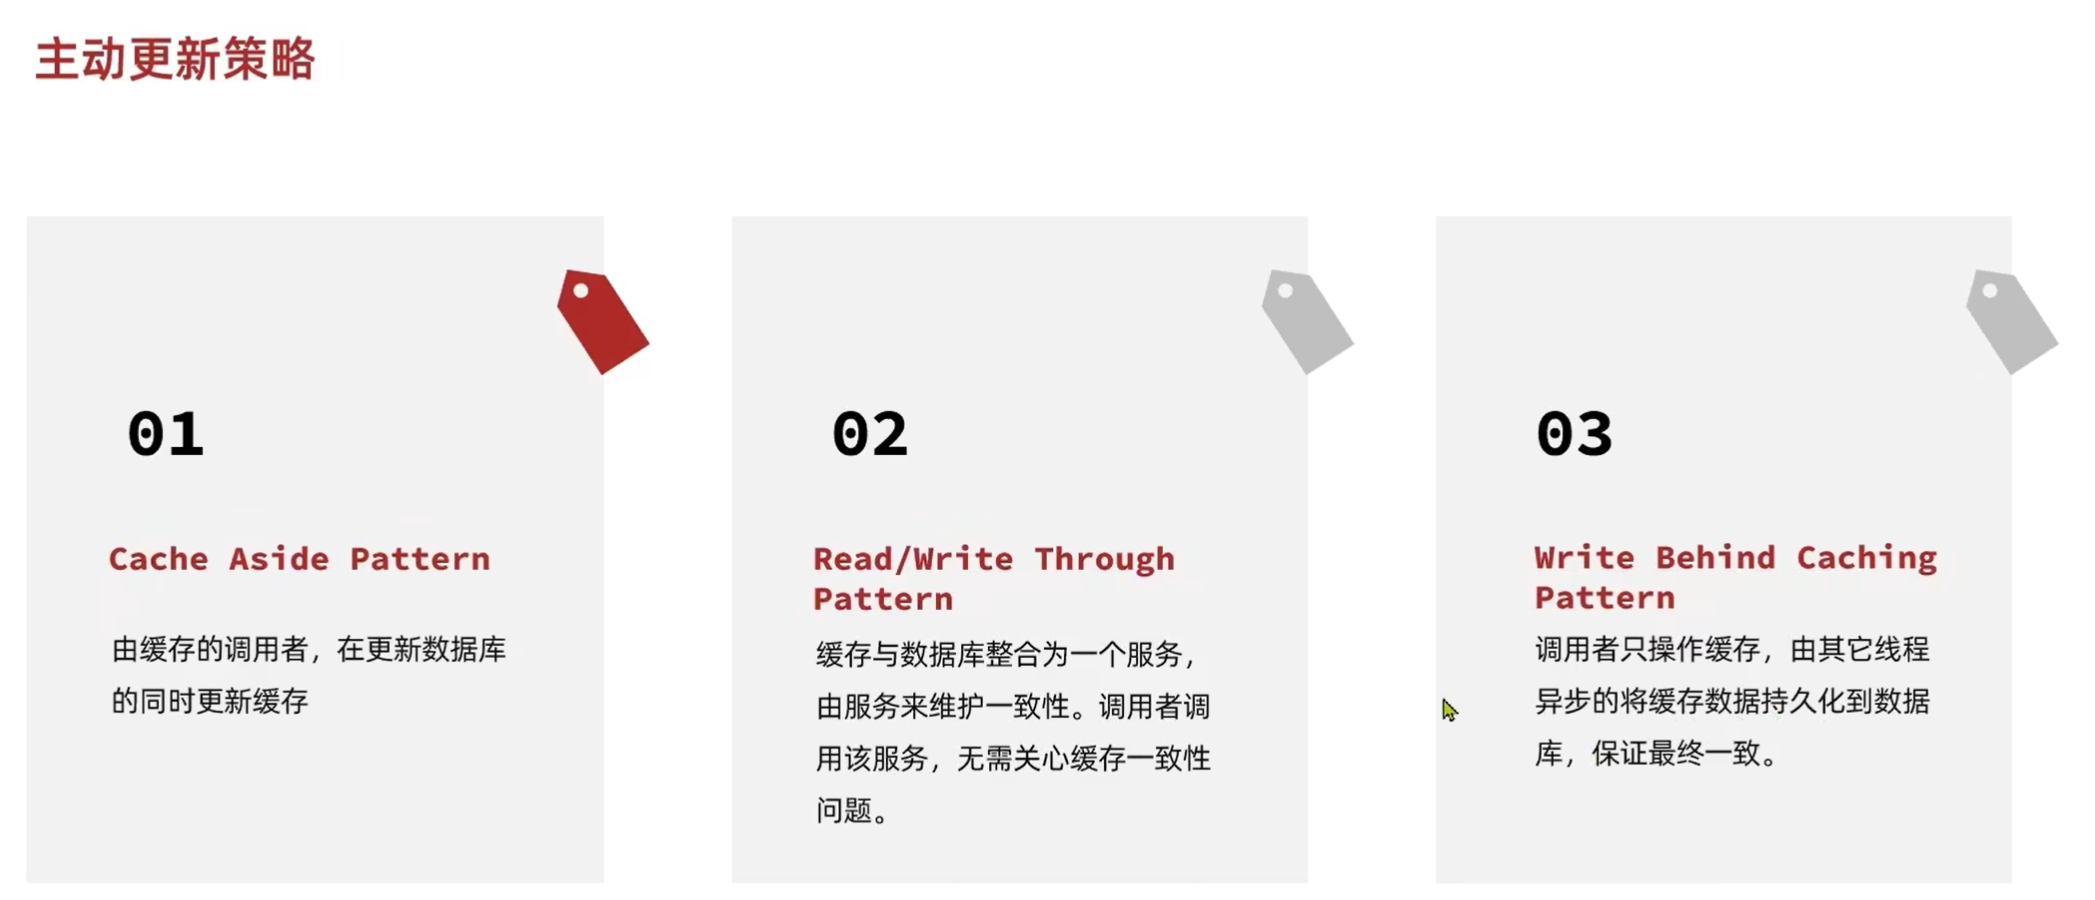 主动更新策略
01
Cache Aside Pattern
由缓存的调用者，在更新数据库
的同时更新缓存
02
Read/Write Through
Pattern
缓存与数据库整合为一个服务，
由服务来维护一致性。调用者调
用该服务，无需关心缓存一致性
问题。
03
Write Behind Caching
Pattern
调用者只操作缓存，由其它线程
异步的将缓存数据持久化到数据
库，保证最终一致。